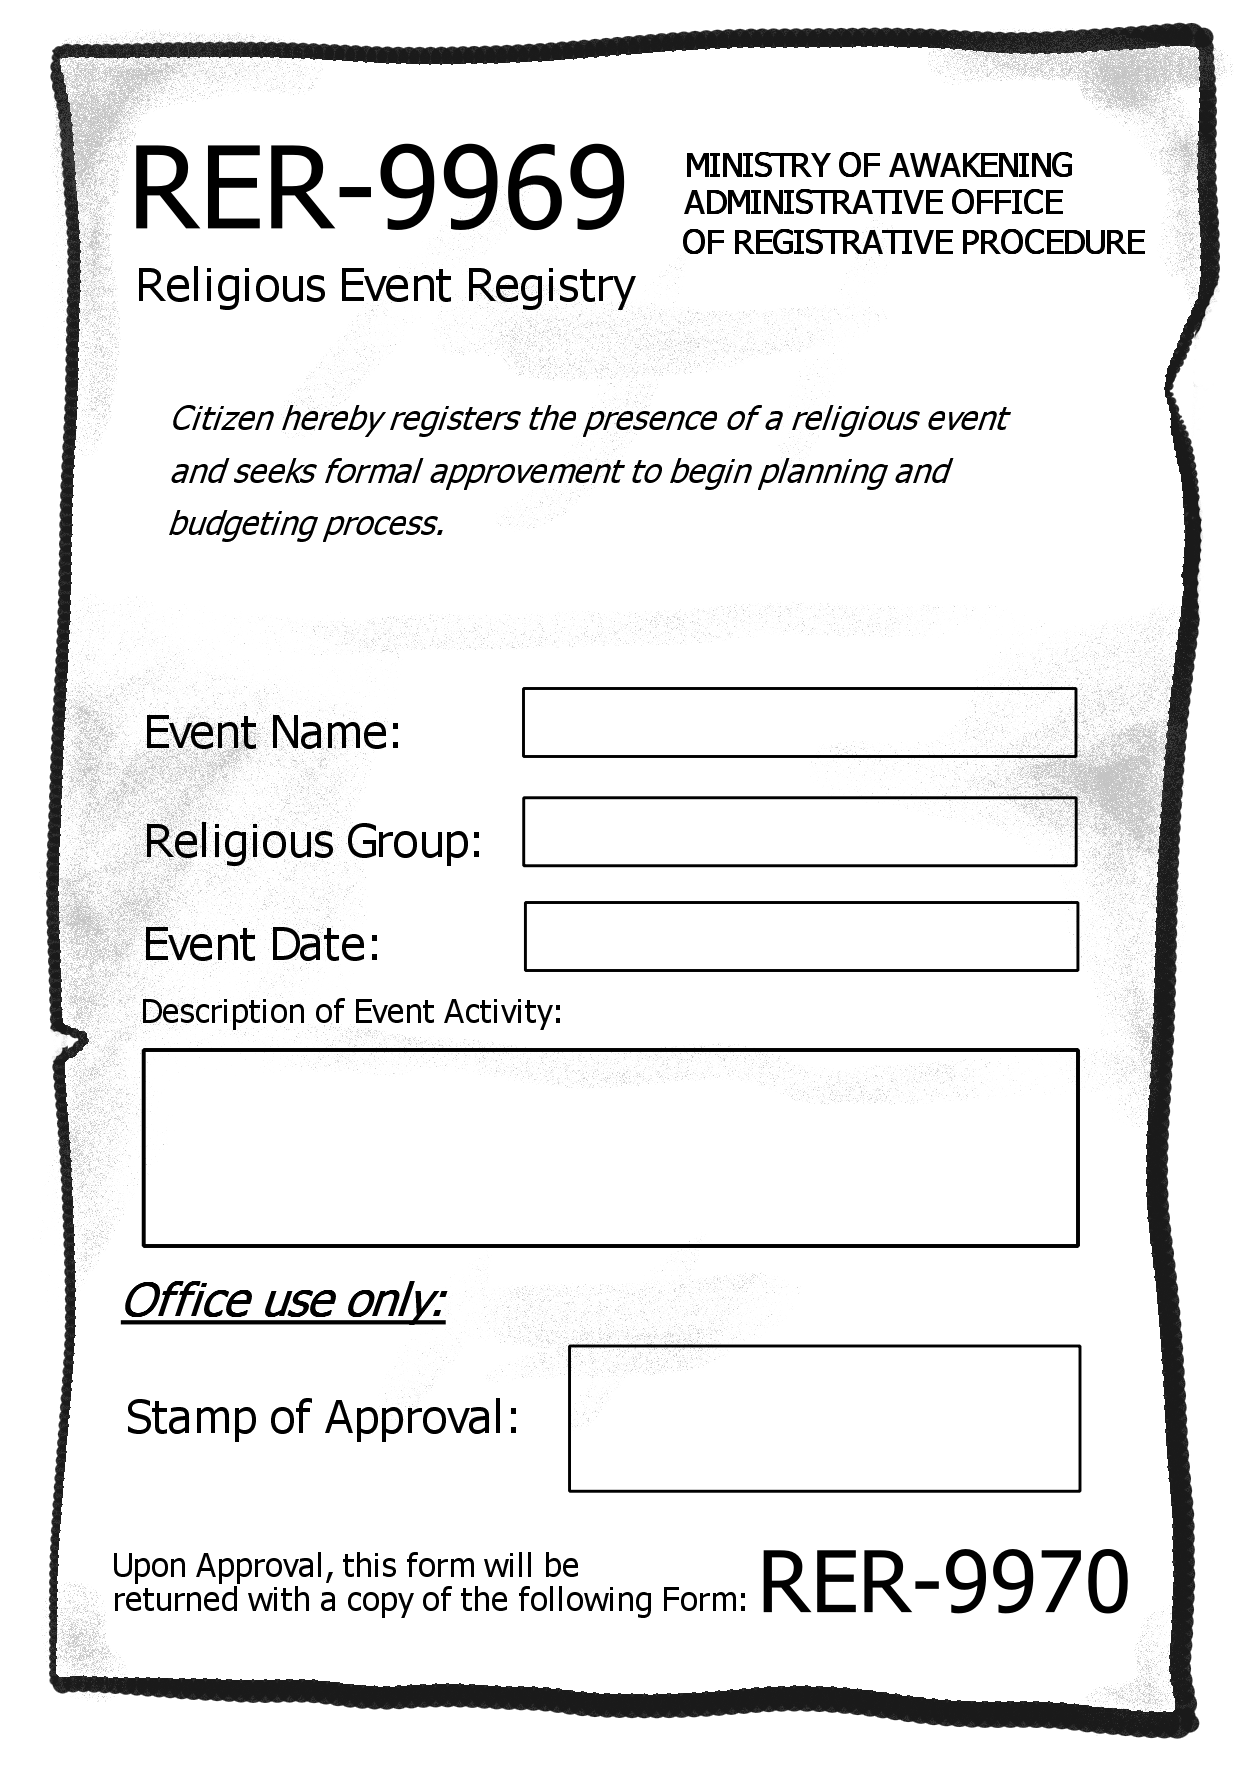 RER-9969
Religious Event Registry
MINISTRY OF AWAKENING
ADMINISTRATIVE OFFICE
OF REGISTRATIVE PROCEDURE
Citizen hereby registers the presence of a religious event
and seeks formal approvement to begin planning and
budgeting process.
Event Name:
Religious Group:
Event Date:
Description of Event Activity:
Office use only:
Stamp of Approval:
Upon Approval, this form will be
returned with a copy of the following Form:
RER-9970